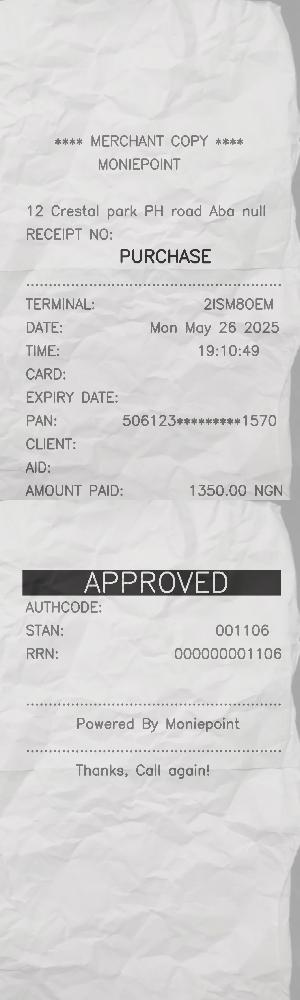 **** MERCHANT COPY ****
MONIEPOINT
12 Crestal park PH road Aba null
RECEIPT NO:
PURCHASE
TERMINAL: 2ISM8OEM
DATE: Mon May 26 2025
TIME: 19:10:49
CARD:
EXPIRY DATE:
PAN: 506123*********1570
CLIENT:
AID:
AMOUNT PAID: 1350.00 NGN
APPROVED
AUTHCODE:
STAN: 001106
RRN: 000000001106
Powered By Moniepoint
Thanks, Call again!